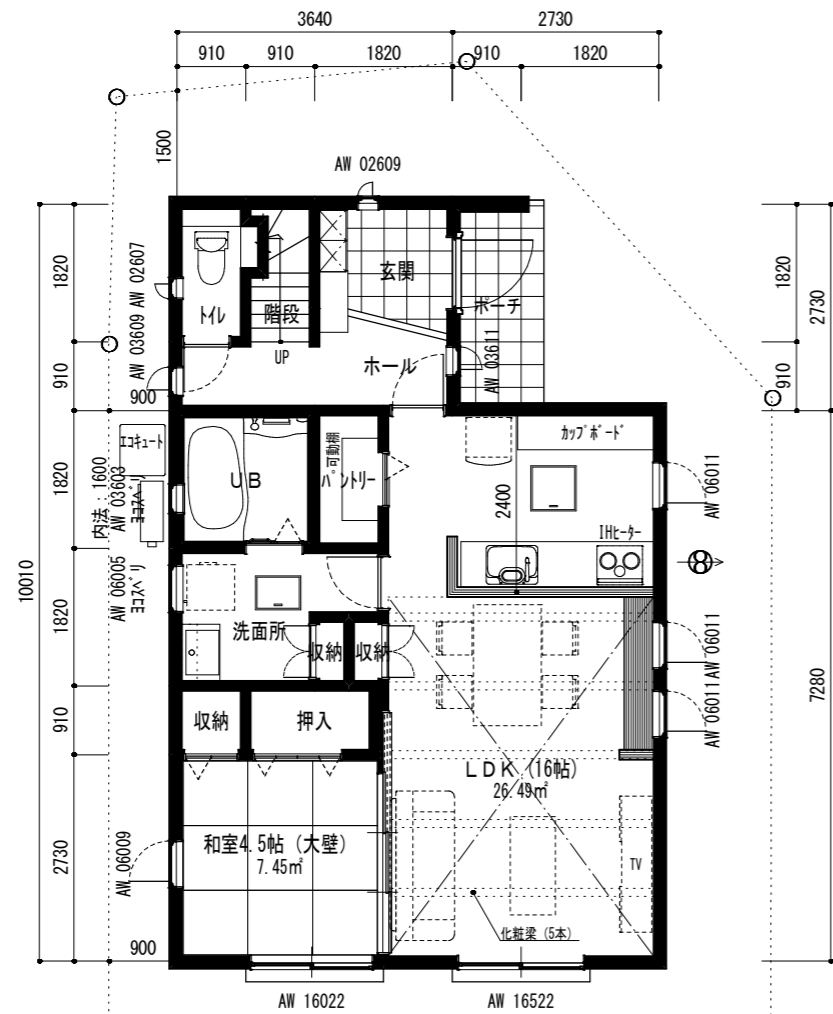 3640
2730
910
910
1820
910
1820
1500
AW 02609
1820
910
10010
1820
1820
910
2730
AW 02607
AW 03609
900
トイレ
階段
UP
玄関
ポーチ
ホール
AW 03611
1820
910
2730
7280
エコキュート
内法：1600
AW 03603
ヨコスベリ
AW 06005
ヨコスベリ
UB
可動棚
パントリー
カップボード
2400
IHヒーター
AW 06011
洗面所
収納
収納
AW 06011
AW 06011
収納
押入
LDK (16帖)
26.49㎡
和室4.5帖 (大壁)
7.45㎡
AW 06009
TV
化粧梁 (5本)
900
AW 16022
AW 16522